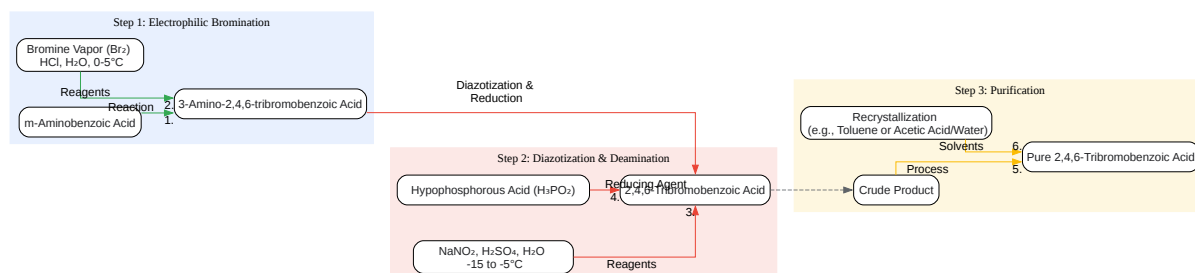 Step 1: Electrophilic Bromination
Bromine Vapor (Br₂)
HCl, H₂O, 0-5°C
Reagents
Reaction
2.
3-Amino-2,4,6-tribromobenzoic Acid
m-Aminobenzoic Acid
1.
Diazotization &
Reduction
Step 2: Diazotization & Deamination
Hypophosphorous Acid (H₃PO₂)
Reducing Agent
4.
2,4,6-Tribromobenzoic Acid
3.
NaNO₂, H₂SO₄, H₂O
-15 to -5°C
Reagents
Step 3: Purification
Recrystallization
(e.g., Toluene or Acetic Acid/Water)
Solvents
6.
Pure 2,4,6-Tribromobenzoic Acid
Process
5.
Crude Product